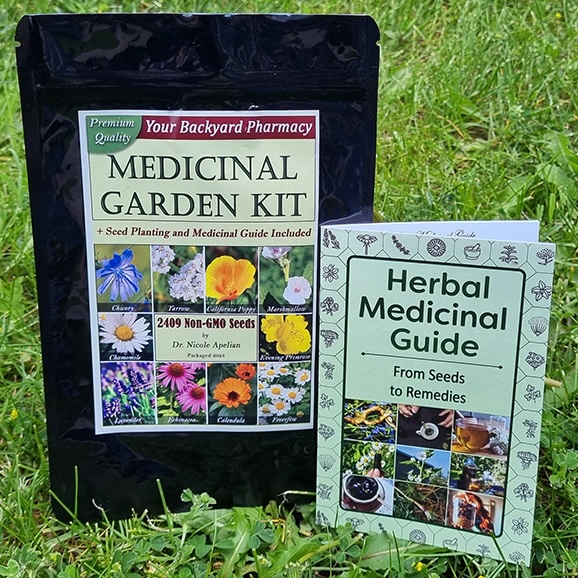 Premium
Quality
Your Backyard Pharmacy
MEDICINAL
GARDEN KIT
+ Seed Planting and Medicinal Guide Included
Chicory
Yarrow
California Poppy
Marshmallow
Chamomile
2409 Non-GMO Seeds
by
Dr. Nicole Apelian
Packaged 2023
Evening Primrose
Lavender
Echinacea
Calendula
Feverfew
Herbal
Medicinal
Guide
From Seeds
to Remedies